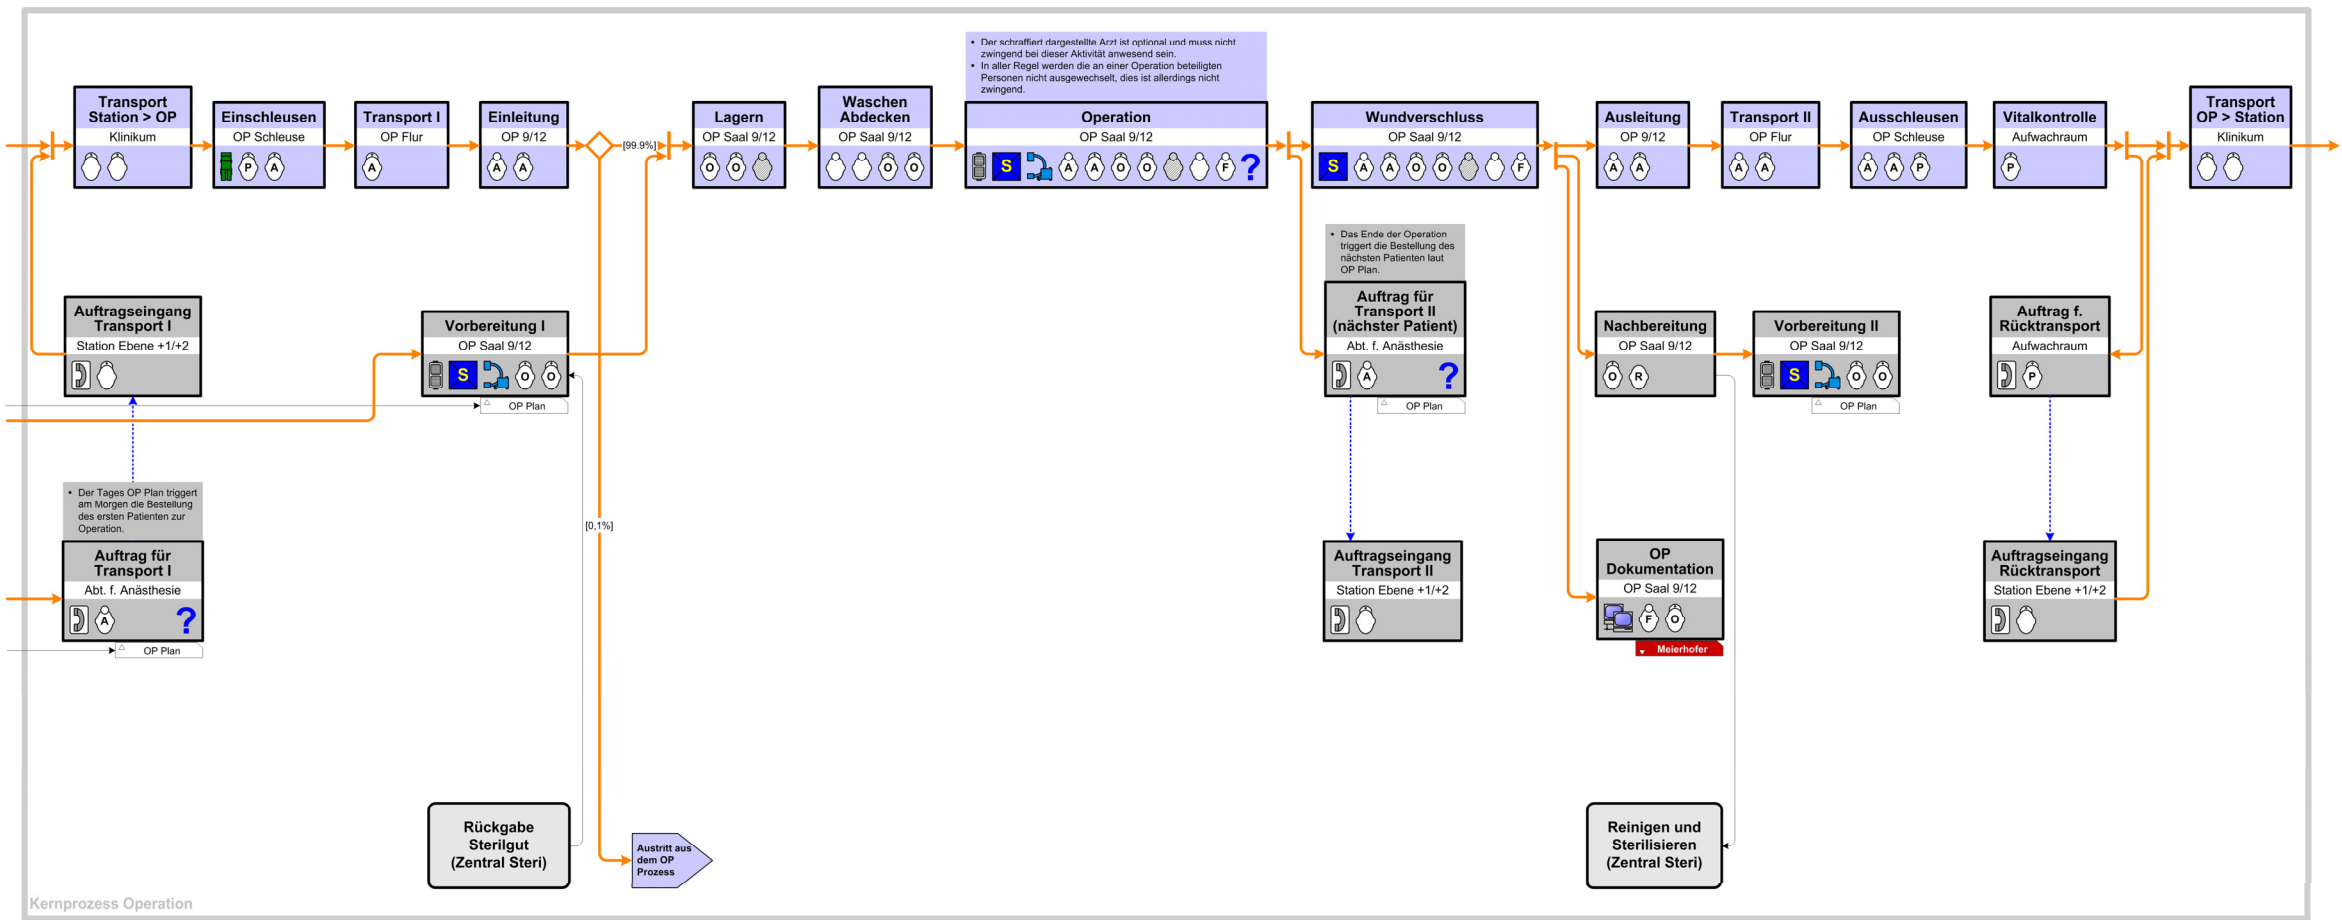 • Der schraffiert dargestellte Arzt ist optional und muss nicht
zwingend bei dieser Aktivität anwesend sein.
• In aller Regel werden die an einer Operation beteiligten
Personen nicht ausgewechselt, dies ist allerdings nicht
zwingend.
Transport
Station > OP
Klinikum
Einschleusen
OP Schleuse
P A
Transport I
OP Flur
A
Einleitung
OP 9/12
A A
[99.9%]
Lagern
OP Saal 9/12
O O
Waschen
Abdecken
OP Saal 9/12
O O
Operation
OP Saal 9/12
S A A O O F ?
Wundverschluss
OP Saal 9/12
S A A O O F
Ausleitung
OP 9/12
A A
Transport II
OP Flur
A A
Ausschleusen
OP Schleuse
A A P
Vitalkontrolle
Aufwachraum
P
Transport
OP > Station
Klinikum
• Das Ende der Operation
triggert die Bestellung des
nächsten Patienten laut
OP Plan.
Auftragseingang
Transport I
Station Ebene +1/+2
Vorbereitung I
OP Saal 9/12
S O O
OP Plan
Auftrag für
Transport II
(nächster Patient)
Abt. f. Anästhesie
A ?
OP Plan
Nachbereitung
OP Saal 9/12
O R
Vorbereitung II
OP Saal 9/12
S O O
OP Plan
Auftrag f.
Rücktransport
Aufwachraum
P
• Der Tages OP Plan triggert
am Morgen die Bestellung
des ersten Patienten zur
Operation.
[0,1%]
Auftrag für
Transport I
Abt. f. Anästhesie
A ?
OP Plan
Auftragseingang
Transport II
Station Ebene +1/+2
OP
Dokumentation
OP Saal 9/12
F O
Meierhofer
Auftragseingang
Rücktransport
Station Ebene +1/+2
Rückgabe
Sterilgut
(Zentral Steri)
Austritt aus
dem OP
Prozess
Reinigen und
Sterilisieren
(Zentral Steri)
Kernprozess Operation